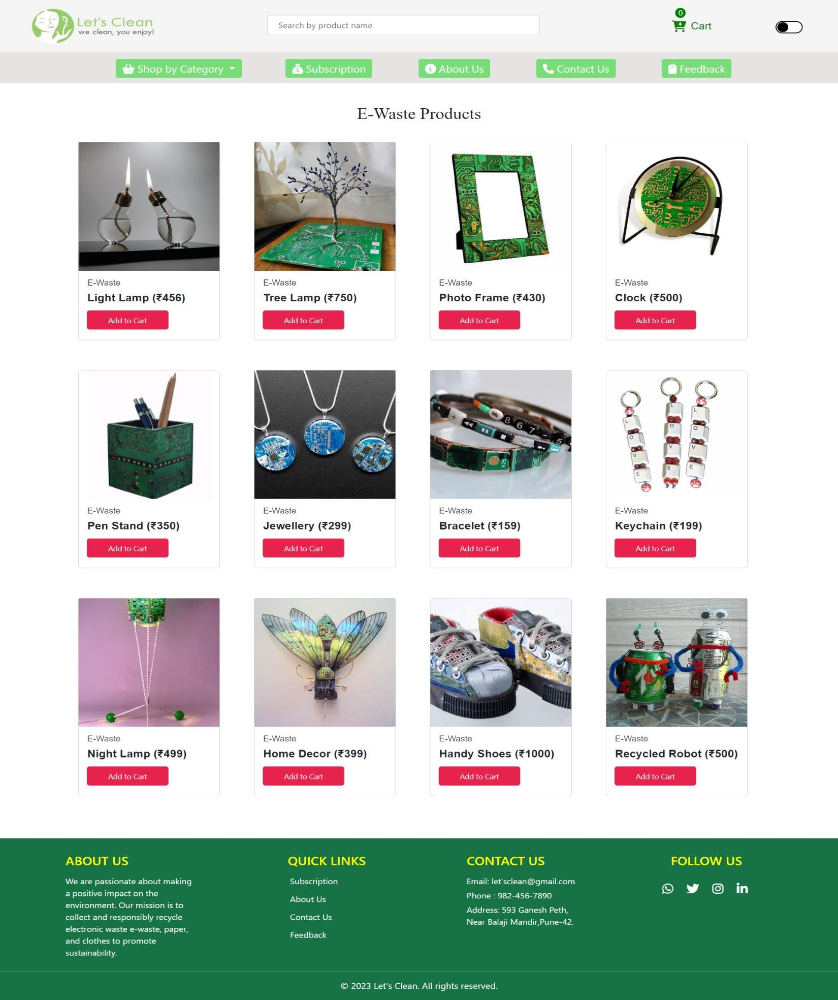 Let's Clean
we clean, you enjoy!
Search by product name
0
Cart
Shop by Category
Subscription
About Us
Contact Us
Feedback
E-Waste Products
E-Waste
Light Lamp (₹456)
Add to Cart
E-Waste
Tree Lamp (₹750)
Add to Cart
E-Waste
Photo Frame (₹430)
Add to Cart
E-Waste
Clock (₹500)
Add to Cart
E-Waste
Pen Stand (₹350)
Add to Cart
E-Waste
Jewellery (₹299)
Add to Cart
info
8 6 7 - 5
K25
E-Waste
Bracelet (₹159)
Add to Cart
L O V E
L O V E
L O V E
E-Waste
Keychain (₹199)
Add to Cart
E-Waste
Night Lamp (₹499)
Add to Cart
E-Waste
Home Decor (₹399)
Add to Cart
E-Waste
Handy Shoes (₹1000)
Add to Cart
7
E-Waste
Recycled Robot (₹500)
Add to Cart
ABOUT US
We are passionate about making
a positive impact on the
environment. Our mission is to
collect and responsibly recycle
electronic waste e-waste, paper,
and clothes to promote
sustainability.
QUICK LINKS
Subscription
About Us
Contact Us
Feedback
CONTACT US
Email: let'sclean@gmail.com
Phone : 982-456-7890
Address: 593 Ganesh Peth,
Near Balaji Mandir,Pune-42.
FOLLOW US
© 2023 Let's Clean. All rights reserved.